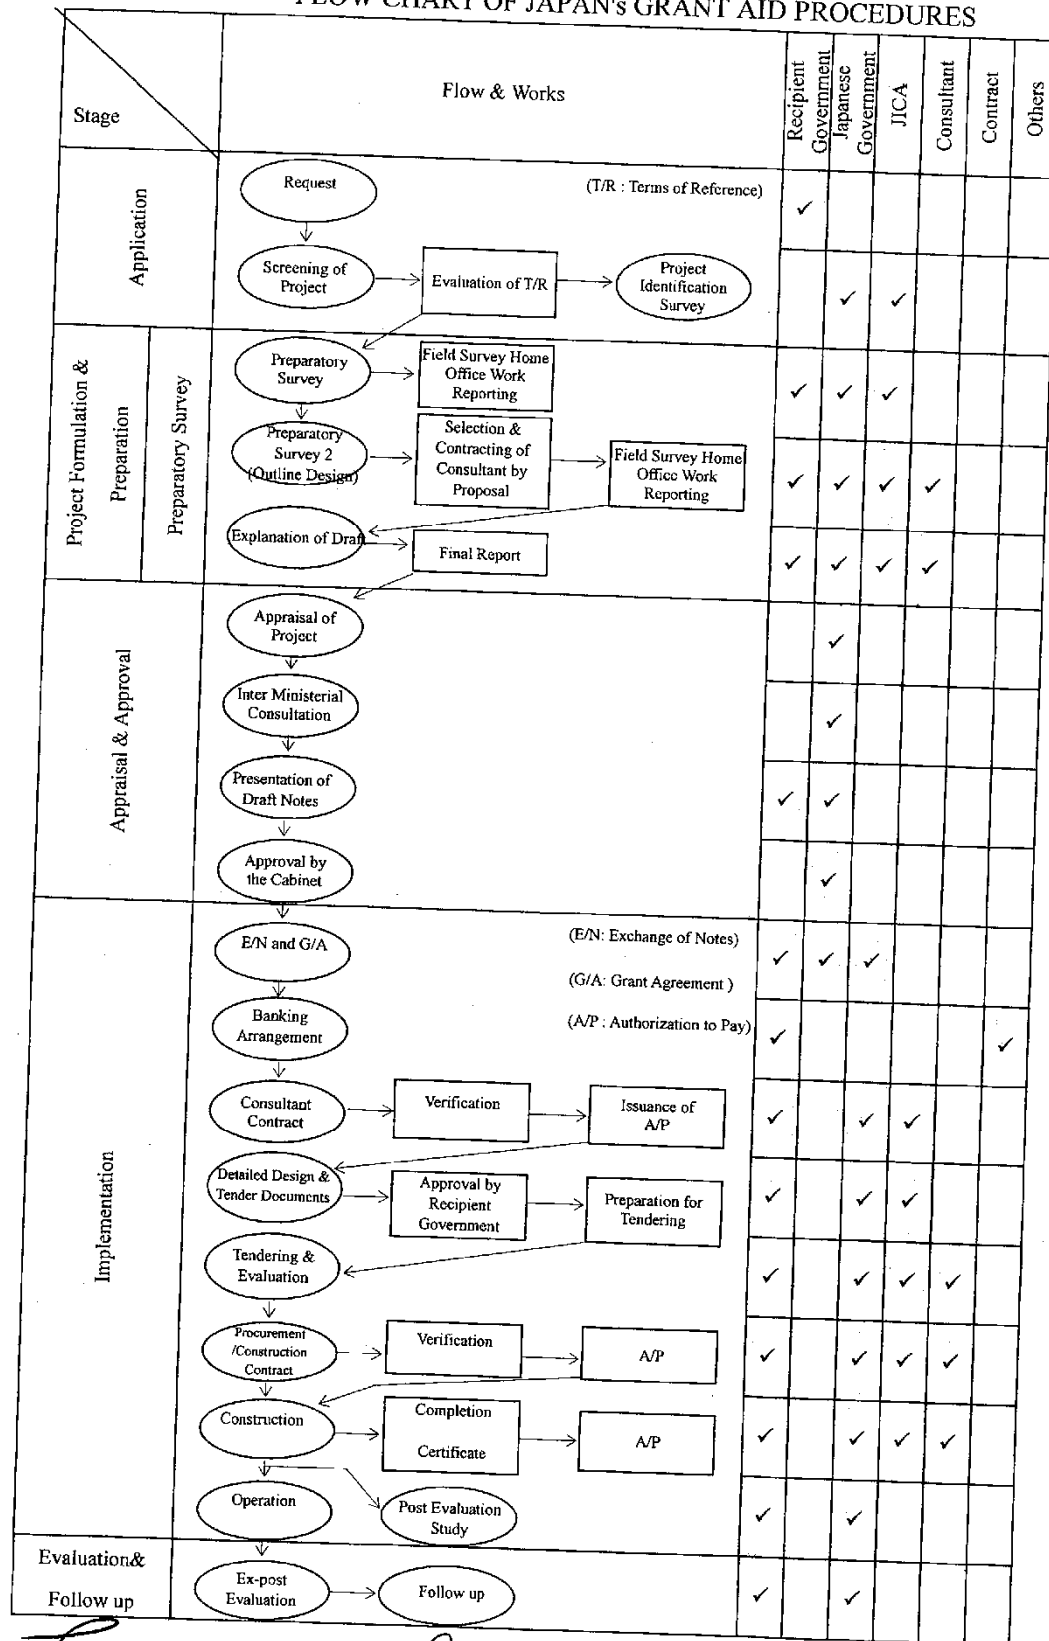 FLOW CHART OF JAPAN's GRANT AID PROCEDURES
Stage
Flow & Works
Recipient
Government
Japanese
Government
JICA
Consultant
Contract
Others
Application
Request
(T/R : Terms of Reference)
✓
Screening of
Project
Evaluation of T/R
Project
Identification
Survey
✓ ✓
Project Formulation &
Preparation
Preparatory Survey
Preparatory
Survey
Field Survey Home
Office Work
Reporting
✓ ✓ ✓
Preparatory
Survey 2
(Outline Design)
Selection &
Contracting of
Consultant by
Proposal
Field Survey Home
Office Work
Reporting
✓ ✓ ✓ ✓
Explanation of Draft
Final Report
✓ ✓ ✓ ✓
Appraisal & Approval
Appraisal of
Project
✓
Inter Ministerial
Consultation
✓
Presentation of
Draft Notes
✓ ✓
Approval by
the Cabinet
✓
Implementation
E/N and G/A
(E/N: Exchange of Notes)
(G/A: Grant Agreement )
✓ ✓ ✓
Banking
Arrangement
(A/P : Authorization to Pay)
✓ ✓
Consultant
Contract
Verification
Issuance of
A/P
✓ ✓ ✓
Detailed Design &
Tender Documents
Approval by
Recipient
Government
Preparation for
Tendering
✓ ✓ ✓
Tendering &
Evaluation
✓ ✓ ✓ ✓
Procurement
/Construction
Contract
Verification
A/P
✓ ✓ ✓ ✓
Construction
Completion
Certificate
A/P
✓ ✓ ✓ ✓
Operation
Post Evaluation
Study
✓ ✓
Evaluation&
Follow up
Ex-post
Evaluation
Follow up
✓ ✓